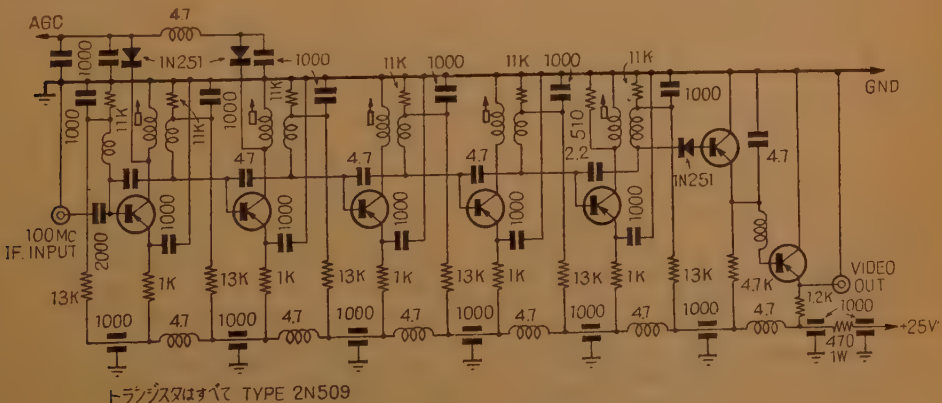 AGC
4.7
1000
1000
1N251
1000
11K
1000
11K
1000
11K
1000
11K
GND
1000
11K
11K
1000
510
1000
4.7
4.7
4.7
4.7
2.2
1N251
4.7
100MC
IF. INPUT
2000
1000
1000
1000
1000
1000
13K
1K
13K
1K
13K
1K
13K
1K
13K
1K
13K
4.7K
1.2K
VIDEO
OUT
1000
4.7
1000
4.7
1000
4.7
1000
4.7
1000
4.7
1000
4.7
1000
470
1W
+25V
トランジスタはすべて TYPE 2N509